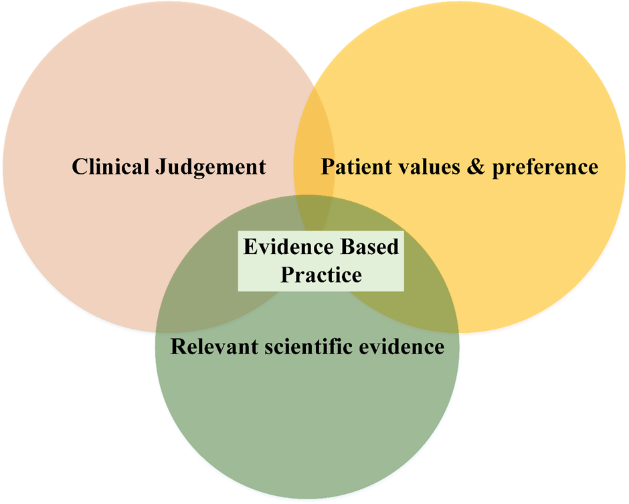 Clinical Judgement
Patient values & preference
Evidence Based
Practice
Relevant scientific evidence